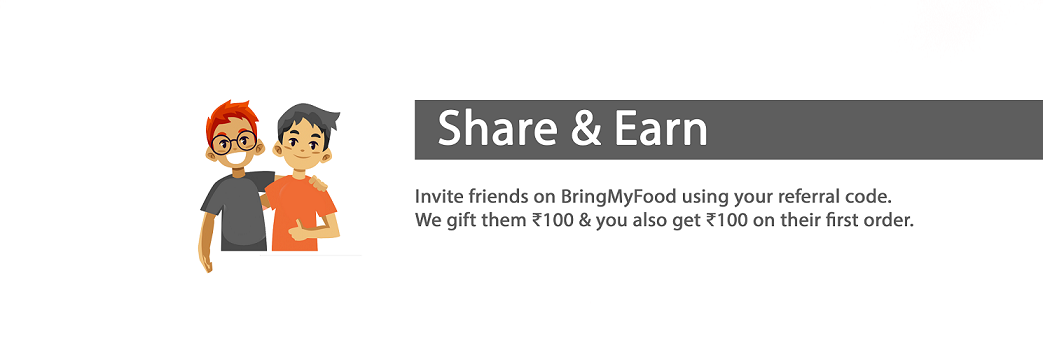 Share & Earn
Invite friends on BringMyFood using your referral code.
We gift them ₹100 & you also get ₹100 on their first order.